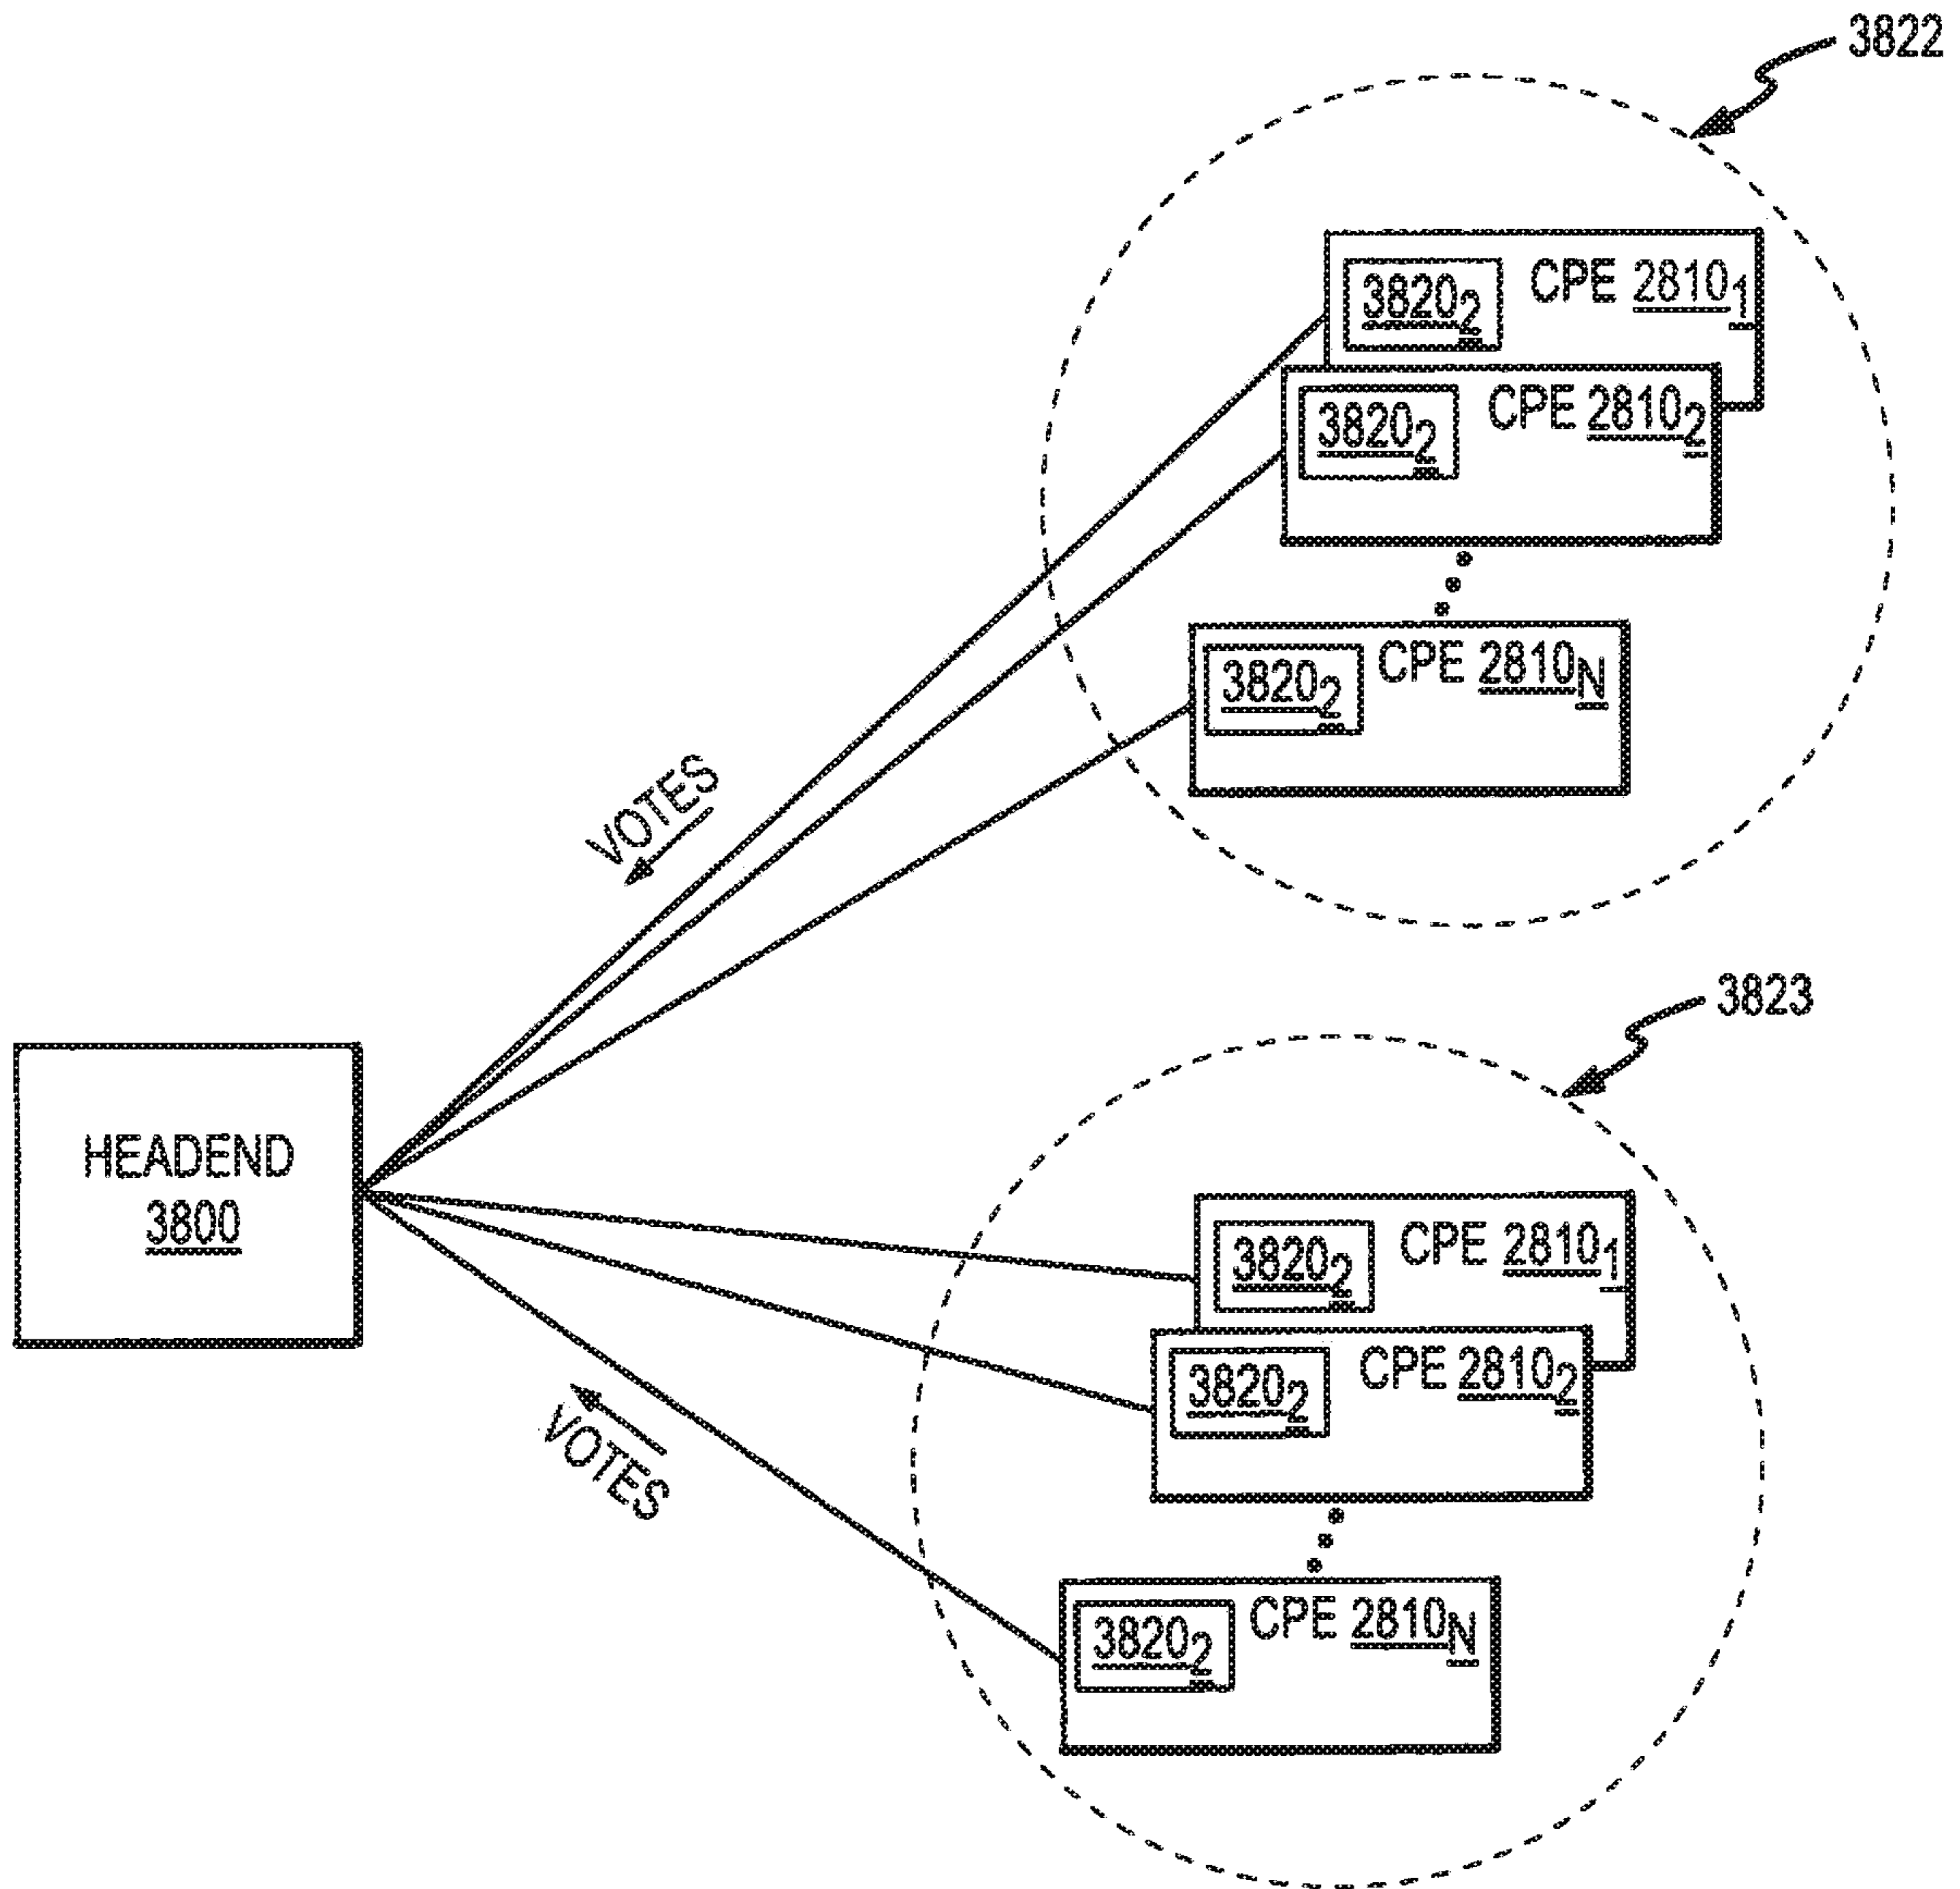 3822
3820₂ CPE 2810₁
3820₂ CPE 2810₂
3820₂ CPE 2810N
VOTES
3823
HEADEND
3800
3820₂ CPE 2810₁
3820₂ CPE 2810₂
VOTES
3820₂ CPE 2810N